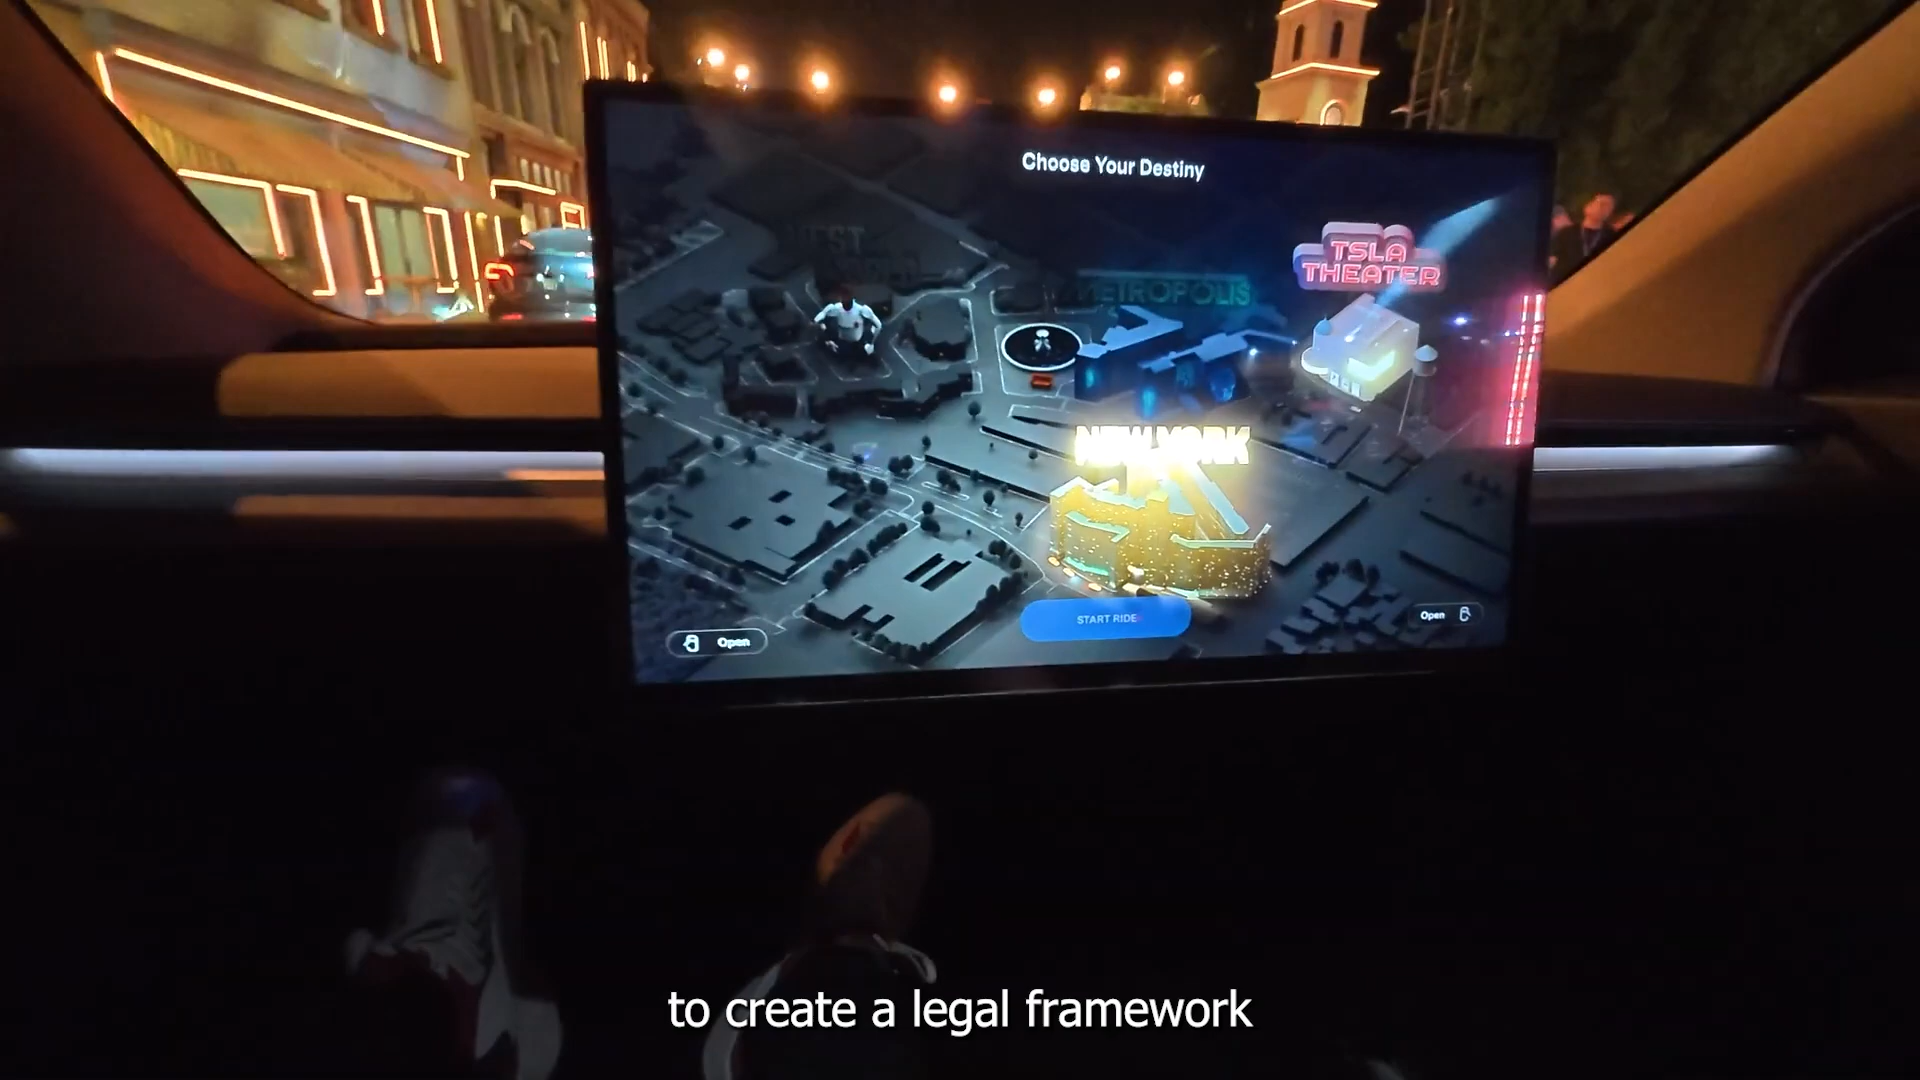 Choose Your Destiny
TSLA
THEATER
METROPOLIS
NEW YORK
START RIDE
Open
Open
to create a legal framework